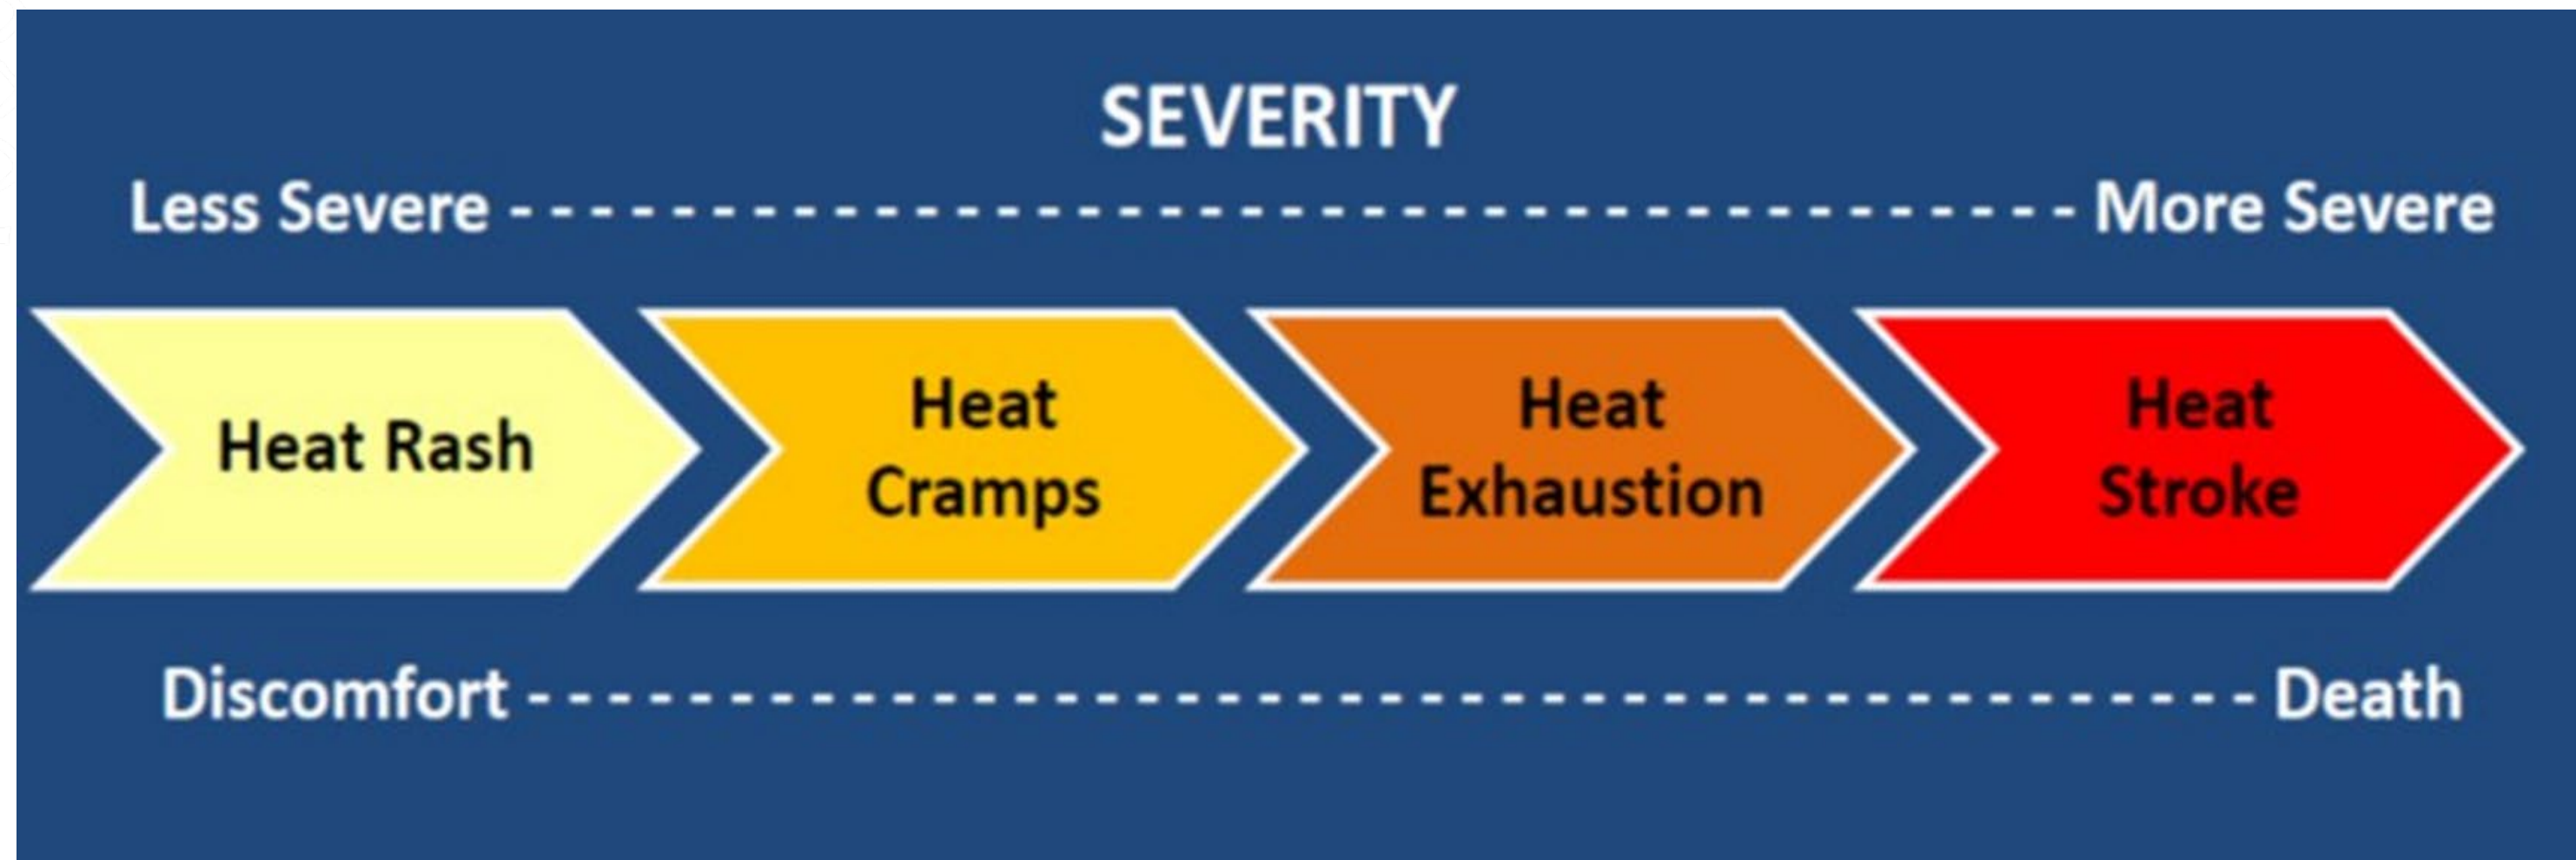 SEVERITY
Less Severe - - - - - - - - - - - - - - - - - - - - - - - - - - - - - - - - - - - - - - - More Severe
Heat Rash
Heat
Cramps
Heat
Exhaustion
Heat
Stroke
Discomfort - - - - - - - - - - - - - - - - - - - - - - - - - - - - - - - - - - - - - - - - - - - Death